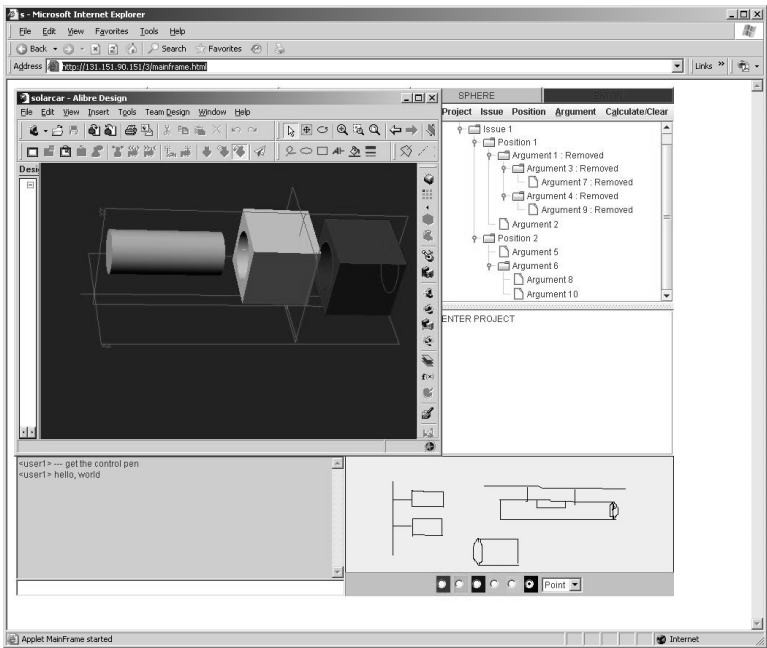 s - Microsoft Internet Explorer
File Edit View Favorites Tools Help
Back Search Favorites
Address http://131.151.90.151/3/mainframe.html Links »
solarcar - Alibre Design
File Edit View Insert Tools Team Design Window Help
Desi
f(x)
SPHERE
Project Issue Position Argument Calculate/Clear
Issue 1
Position 1
Argument 1 : Removed
Argument 3 : Removed
Argument 7 : Removed
Argument 4 : Removed
Argument 9 : Removed
Argument 2
Position 2
Argument 5
Argument 6
Argument 8
Argument 10
ENTER PROJECT
<user1> --- get the control pen
<user1> hello, world
Point
Applet MainFrame started Internet